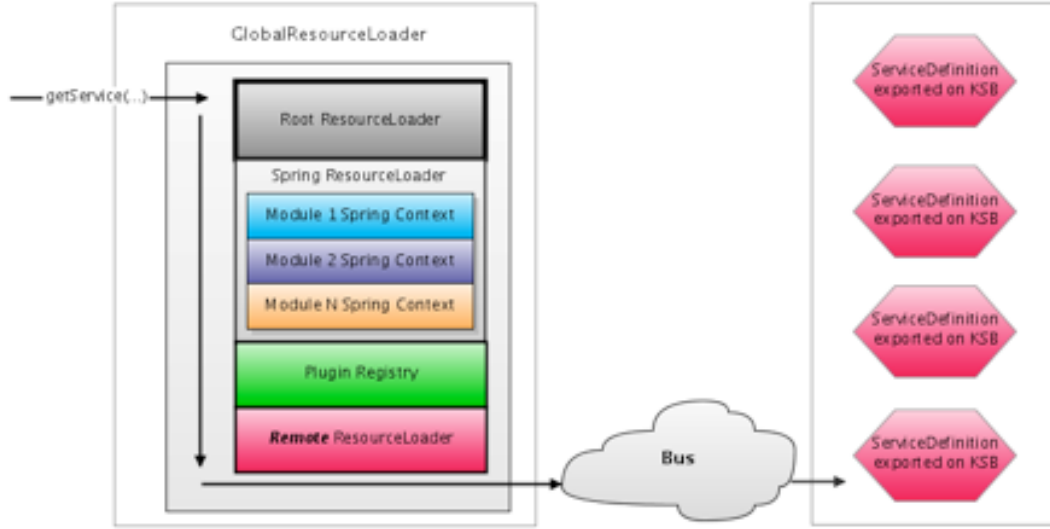 GlobalResourceLoader
getService(...)
Root ResourceLoader
Spring ResourceLoader
Module 1 Spring Context
Module 2 Spring Context
Module N Spring Context
Plugin Registry
Remote ResourceLoader
Bus
ServiceDefinition
exported on KSB
ServiceDefinition
exported on KSB
ServiceDefinition
exported on KSB
ServiceDefinition
exported on KSB